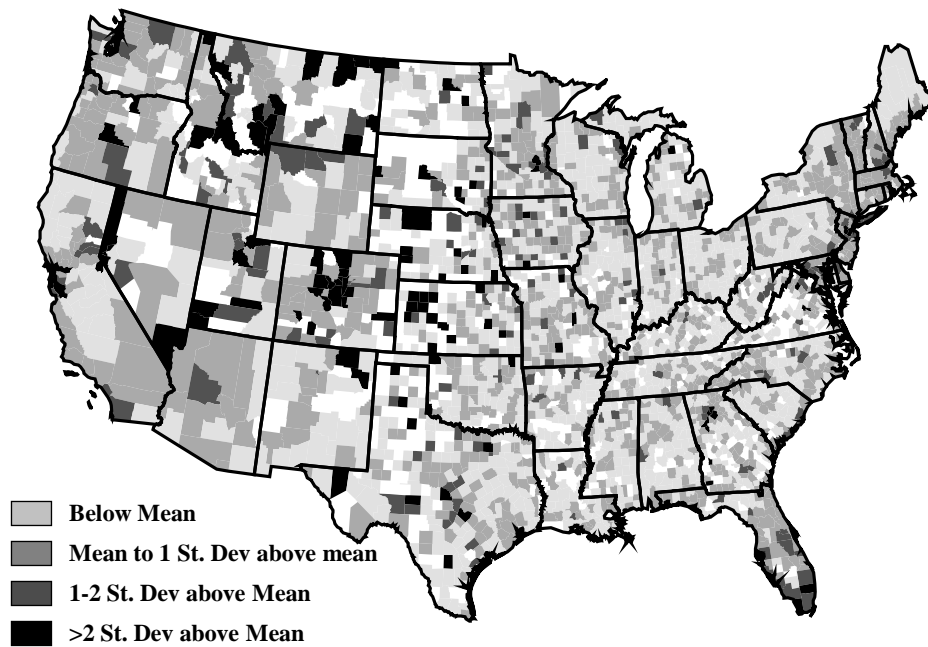 Below Mean
Mean to 1 St. Dev above mean
1-2 St. Dev above Mean
>2 St. Dev above Mean